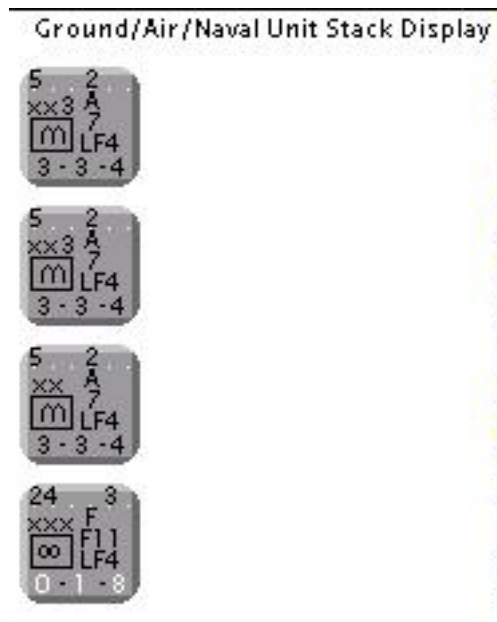 Ground/Air/Naval Unit Stack Display
5 2
xx3 A
7
m LF4
3 - 3 - 4
5 2
xx3 A
7
m LF4
3 - 3 - 4
5 2
xx A
7
m LF4
3 - 3 - 4
24 3
xxx F
F11
∞ LF4
0 - 1 - 8